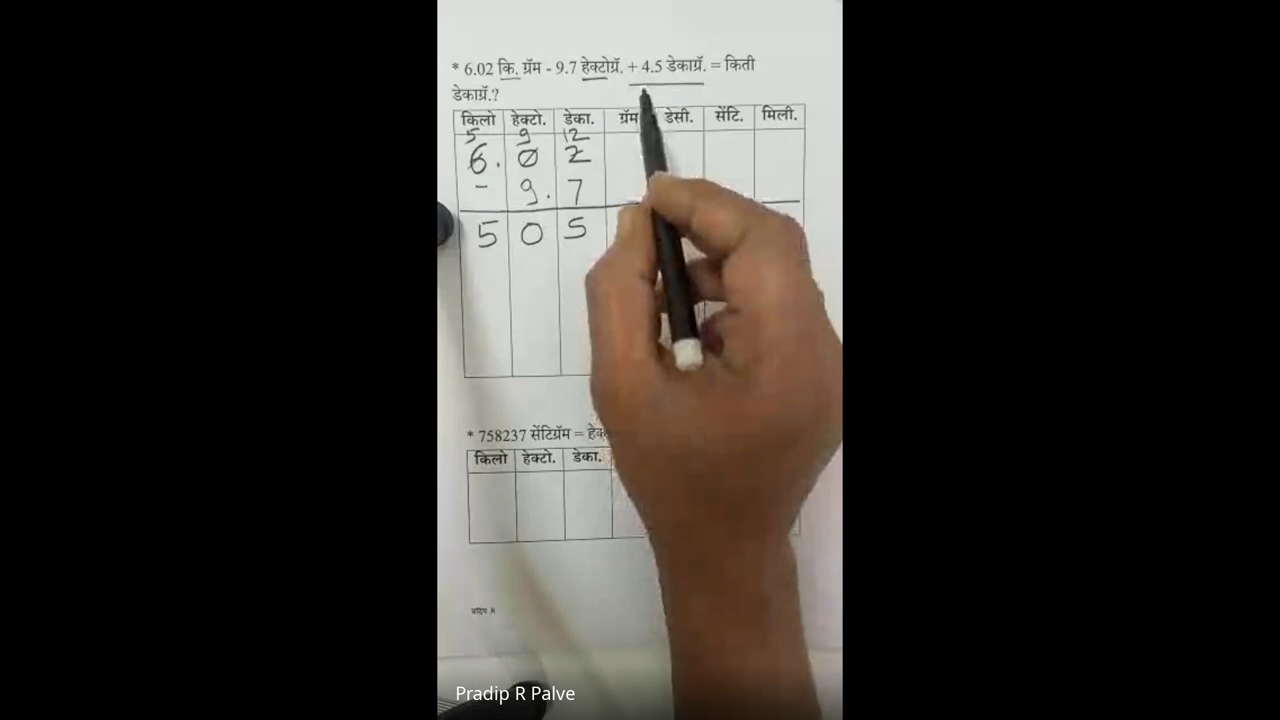 * 6.02 कि. ग्रॅम - 9.7 हेक्टोग्रॅ. + 4.5 डेकाग्रॅ. = किती
डेकाग्रॅ.?
किलो हेक्टो. डेका. ग्रॅम डेसी. सेंटि. मिली.
5 9 12
6. 0 2
- 9. 7
5 0 5
* 758237 सेंटिग्रॅम =
किलो हेक्टो. डेका.
Pradip R Palve